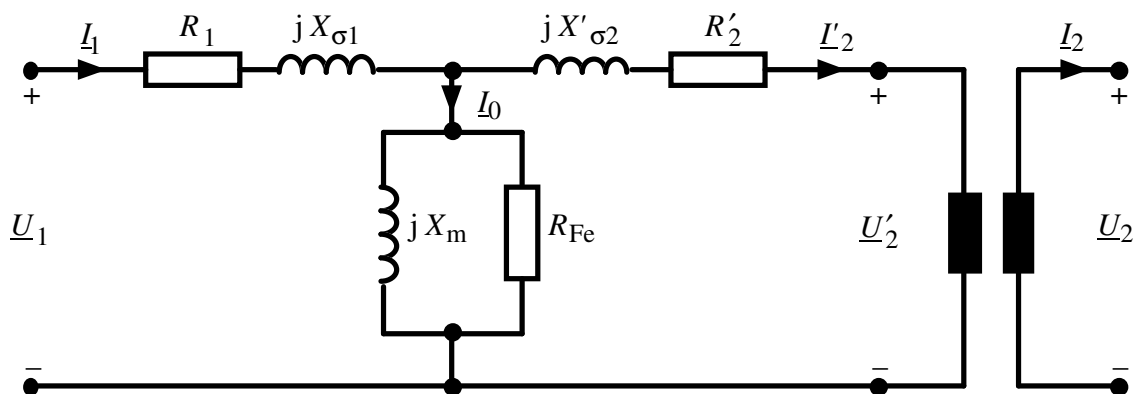 I1 R1 j Xσ1 j X'σ2 R'2 I'2 I2
+ + +
I0
U1 j Xm RFe U'2 U2
− − −